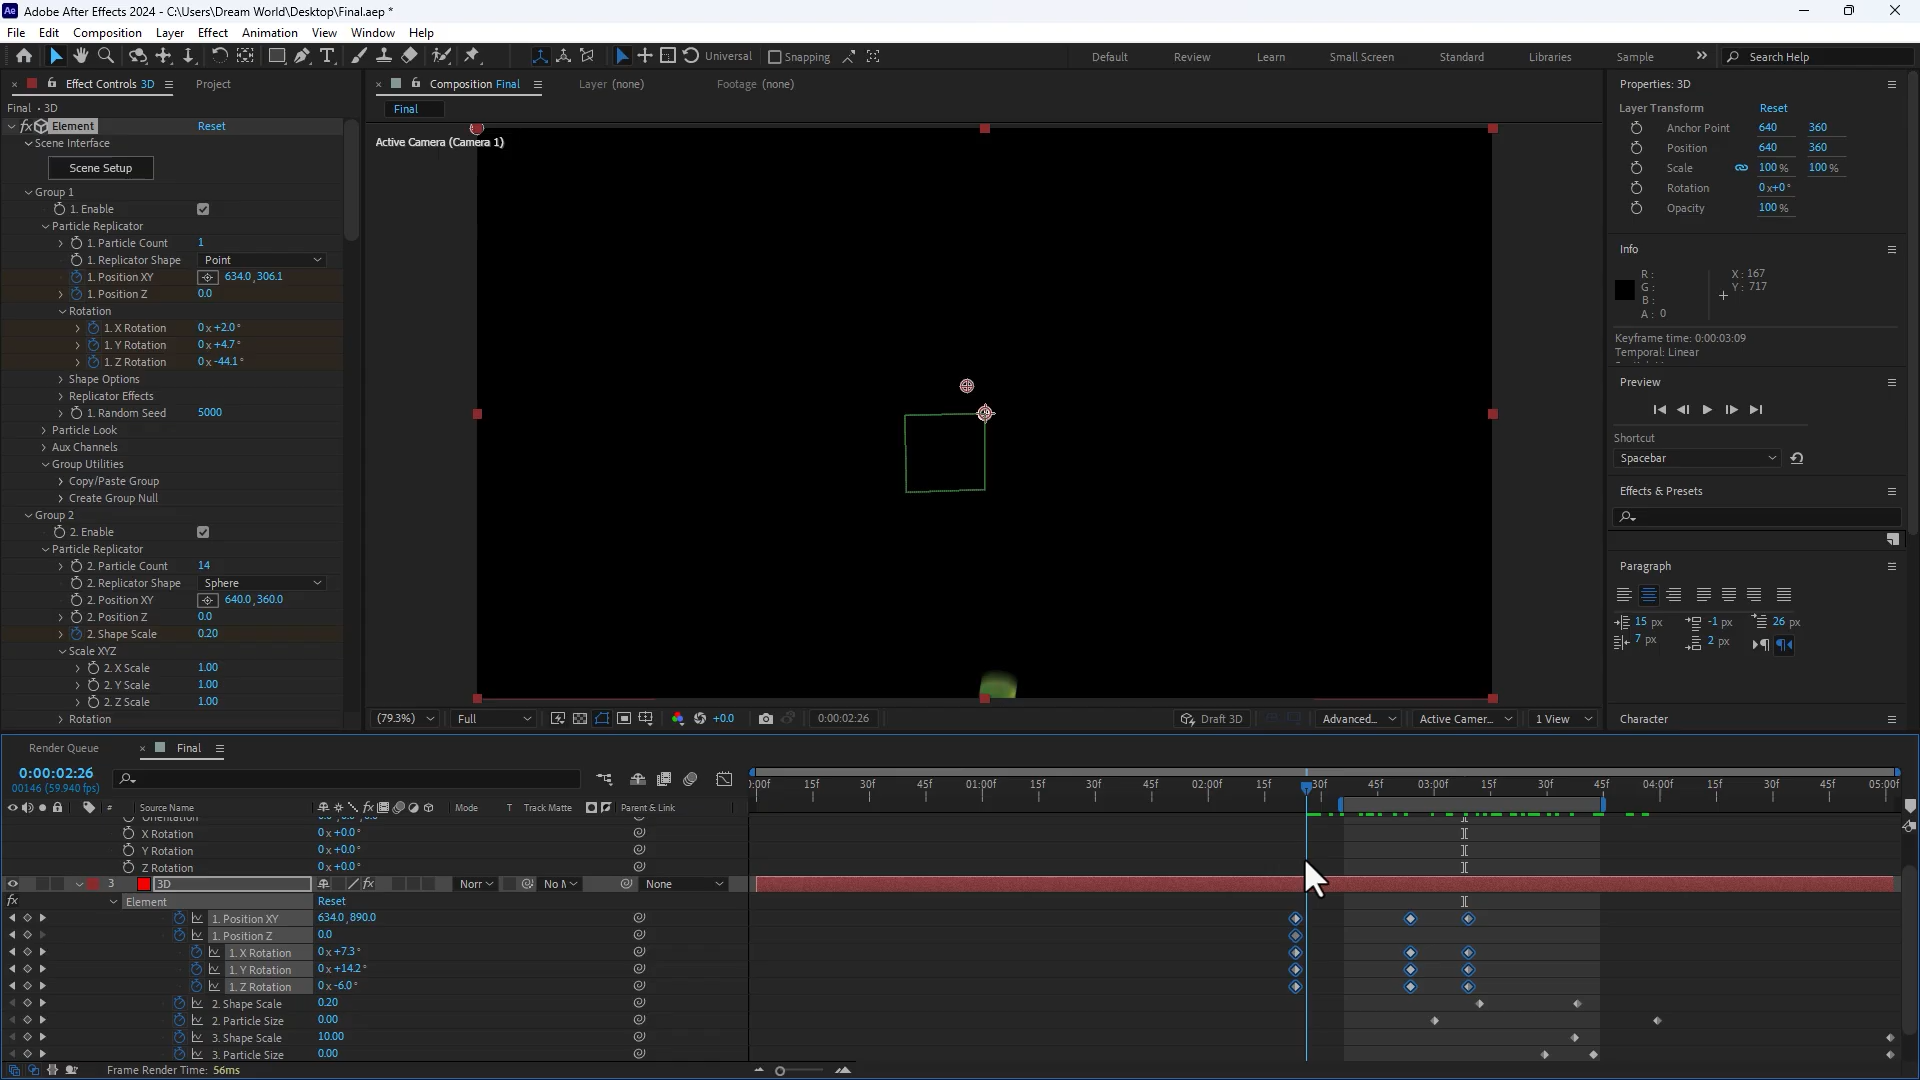 Adobe After Effects 2024 - C:\Users\Dream World\Desktop\Final.aep *
File Edit Composition Layer Effect Animation View Window Help
Universal Snapping Default Review Learn Small Screen Standard Libraries Sample Search Help
Effect Controls 3D Project
Final • 3D
Element Reset
Scene Interface
Scene Setup
Group 1
1. Enable
Particle Replicator
1. Particle Count 1
1. Replicator Shape Point
1. Position XY 634.0,306.1
1. Position Z 0.0
Rotation
1. X Rotation 0x+2.0°
1. Y Rotation 0x+4.7°
1. Z Rotation 0x-44.1°
Shape Options
Replicator Effects
1. Random Seed 5000
Particle Look
Aux Channels
Group Utilities
Copy/Paste Group
Create Group Null
Group 2
2. Enable
Particle Replicator
2. Particle Count 14
2. Replicator Shape Sphere
2. Position XY 640.0,360.0
2. Position Z 0.0
2. Shape Scale 0.20
Scale XYZ
2. X Scale 1.00
2. Y Scale 1.00
2. Z Scale 1.00
Rotation
Composition Final Layer (none) Footage (none)
Final
Active Camera (Camera 1)
(79.3%) Full +0.0 0:00:02:26 Draft 3D Advanced... Active Camer... 1 View
Properties: 3D
Layer Transform Reset
Anchor Point 640 360
Position 640 360
Scale 100 % 100 %
Rotation 0x+0°
Opacity 100 %
Info
R: X: 167
G: Y: 717
B:
A: 0
Keyframe time: 0:00:03:09
Temporal: Linear
Preview
Shortcut
Spacebar
Effects & Presets
Paragraph
15 px -1 px 26 px
7 px 2 px
Character
Render Queue Final
0:00:02:26
00146 (59.940 fps)
:00f 15f 30f 45f 01:00f 15f 30f 45f 02:00f 15f 30f 45f 03:00f 15f 30f 45f 04:00f 15f 30f 45f 05:00f
# Source Name Mode T Track Matte Parent & Link
Orientation
X Rotation 0x+0.0°
Y Rotation 0x+0.0°
Z Rotation 0x+0.0°
3 3D Norr No M None
fx Element Reset
1. Position XY 634.0,890.0
1. Position Z 0.0
1. X Rotation 0x+7.3°
1. Y Rotation 0x+14.2°
1. Z Rotation 0x-6.0°
2. Shape Scale 0.20
2. Particle Size 0.00
3. Shape Scale 10.00
3. Particle Size 0.00
Frame Render Time: 56ms